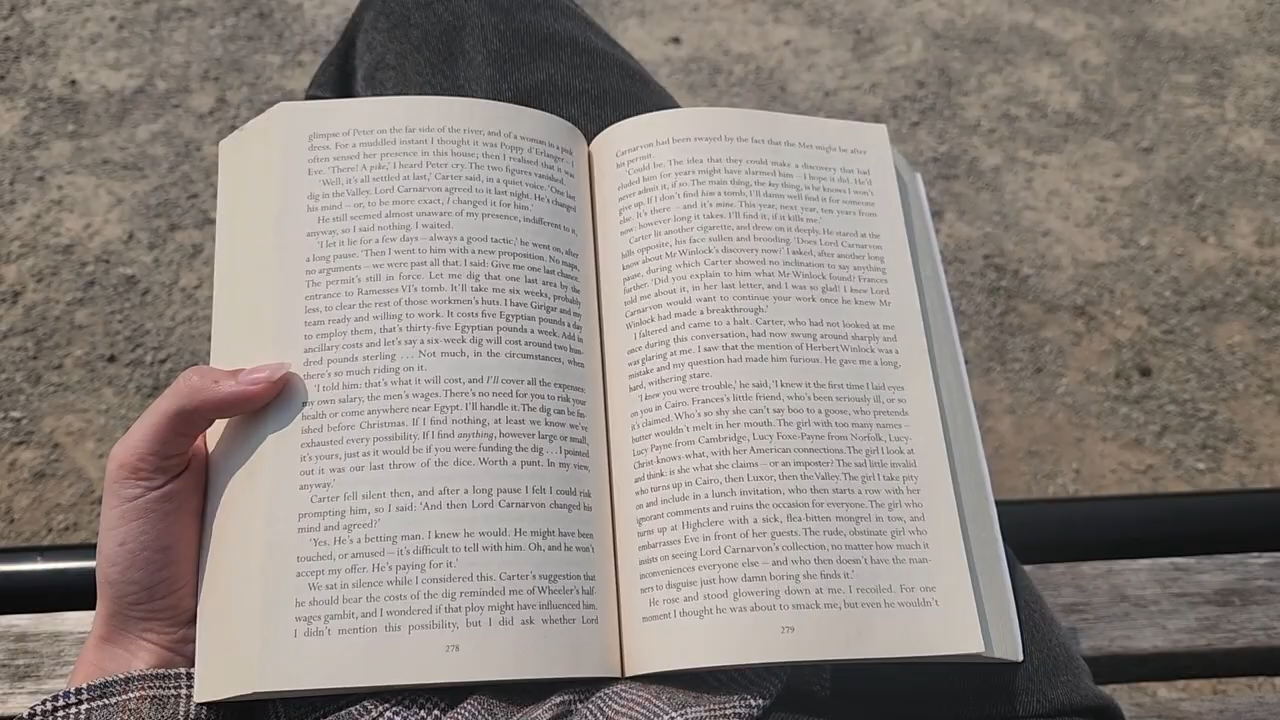 glimpse of Peter on the far side of the river, and of a woman in a pink
dress. For a muddled instant I thought it was Poppy d'Erlanger – I
often sensed her presence in this house; then I realised that it was
Eve. 'There! A pike,' I heard Peter cry. The two figures vanished.
'Well, it's all settled at last,' Carter said, in a quiet voice. 'One last
dig in the Valley. Lord Carnarvon agreed to it last night. He's changed
his mind – or, to be more exact, I changed it for him.'
He still seemed almost unaware of my presence, indifferent to it,
anyway, so I said nothing. I waited.
'I let it lie for a few days – always a good tactic,' he went on, after
a long pause. 'Then I went to him with a new proposition. No maps,
no arguments – we were past all that. I said: Give me one last chance.
The permit's still in force. Let me dig that one last area by the
entrance to Ramesses VI's tomb. It'll take me six weeks, probably
less, to clear the rest of those workmen's huts. I have Girigar and my
team ready and willing to work. It costs five Egyptian pounds a day
to employ them, that's thirty-five Egyptian pounds a week. Add in
ancillary costs and let's say a six-week dig will cost around two hun-
dred pounds sterling . . . Not much, in the circumstances, when
there's so much riding on it.
'I told him: that's what it will cost, and I'll cover all the expenses:
my own salary, the men's wages. There's no need for you to risk your
health or come anywhere near Egypt. I'll handle it. The dig can be fin-
ished before Christmas. If I find nothing, at least we know we've
exhausted every possibility. If I find anything, however large or small,
it's yours, just as it would be if you were funding the dig . . . I pointed
out it was our last throw of the dice. Worth a punt. In my view,
anyway.'
Carter fell silent then, and after a long pause I felt I could risk
prompting him, so I said: 'And then Lord Carnarvon changed his
mind and agreed?'
'Yes. He's a betting man. I knew he would. He might have been
touched, or amused – it's difficult to tell with him. Oh, and he won't
accept my offer. He's paying for it.'
We sat in silence while I considered this. Carter's suggestion that
he should bear the costs of the dig reminded me of Wheeler's half-
wages gambit, and I wondered if that ploy might have influenced him.
I didn't mention this possibility, but I did ask whether Lord
278
Carnarvon had been swayed by the fact that the Met might be after
his permit.
'Could be. The idea that they could make a discovery that had
eluded him for years might have alarmed him – I hope it did. He'd
never admit it, if so. The main thing, the key thing, is he knows I won't
give up. If I don't find him a tomb, I'll damn well find it for someone
else. It's there – and it's mine. This year, next year, ten years from
now: however long it takes. I'll find it, if it kills me.'
Carter lit another cigarette, and drew on it deeply. He stared at the
hills opposite, his face sullen and brooding. 'Does Lord Carnarvon
know about Mr Winlock's discovery now?' I asked, after another long
pause, during which Carter showed no inclination to say anything
further. 'Did you explain to him what Mr Winlock found? Frances
told me about it, in her last letter, and I was so glad! I knew Lord
Carnarvon would want to continue your work once he knew Mr
Winlock had made a breakthrough.'
I faltered and came to a halt. Carter, who had not looked at me
once during this conversation, had now swung around sharply and
was glaring at me. I saw that the mention of Herbert Winlock was a
mistake and my question had made him furious. He gave me a long,
hard, withering stare.
'I knew you were trouble,' he said, 'I knew it the first time I laid eyes
on you in Cairo. Frances's little friend, who's been seriously ill, or so
it's claimed. Who's so shy she can't say boo to a goose, who pretends
butter wouldn't melt in her mouth. The girl with too many names –
Lucy Payne from Cambridge, Lucy Foxe-Payne from Norfolk, Lucy-
Christ-knows-what, with her American connections. The girl I look at
and think: is she what she claims – or an imposter? The sad little invalid
who turns up in Cairo, then Luxor, then the Valley. The girl I take pity
on and include in a lunch invitation, who then starts a row with her
ignorant comments and ruins the occasion for everyone. The girl who
turns up at Highclere with a sick, flea-bitten mongrel in tow, and
embarrasses Eve in front of her guests. The rude, obstinate girl who
insists on seeing Lord Carnarvon's collection, no matter how much it
inconveniences everyone else – and who then doesn't have the man-
ners to disguise just how damn boring she finds it.'
He rose and stood glowering down at me. I recoiled. For one
moment I thought he was about to smack me, but even he wouldn't
279